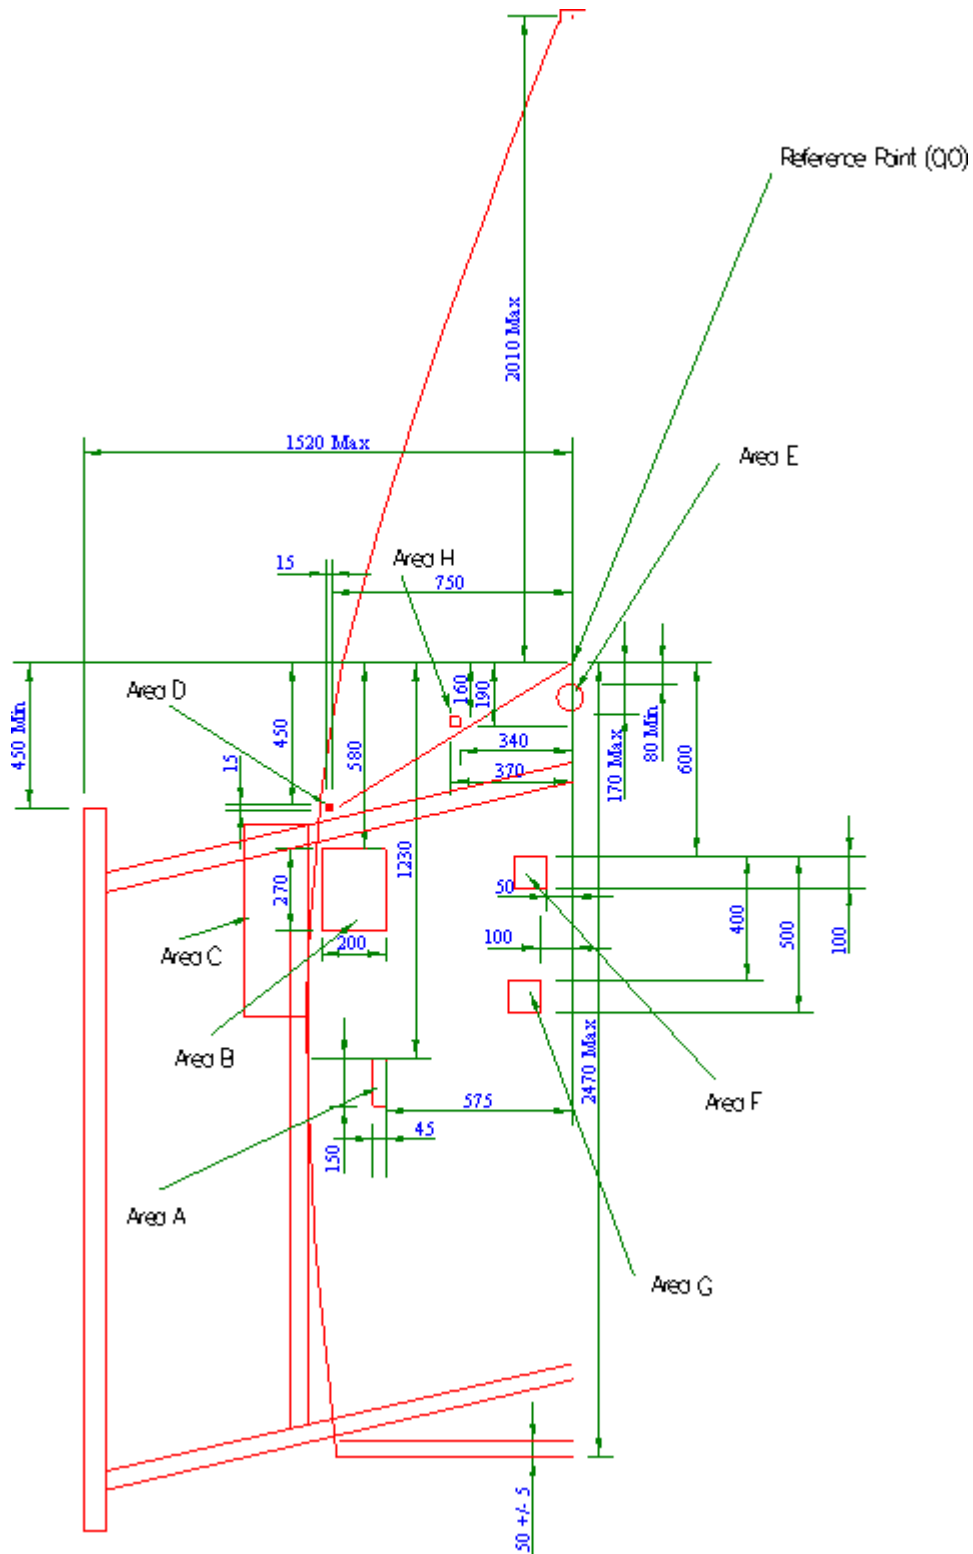 Reference Point (0,0)
2010 Max
1520 Max
Area E
Area H
15
750
Area D
450 Min
450
580
160
190
340
370
170 Max
80 Min
600
15
1230
270
200
50
100
400
500
100
Area C
Area B
2470 Max
Area F
575
45
150
Area A
Area G
50 +/- 5